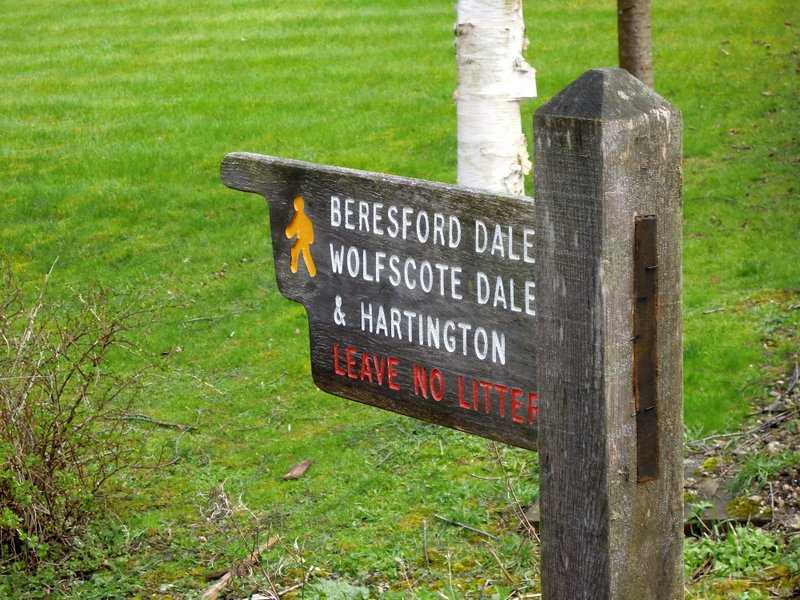 BERESFORD DALE
WOLFSCOTE DALE
& HARTINGTON
LEAVE NO LITTER